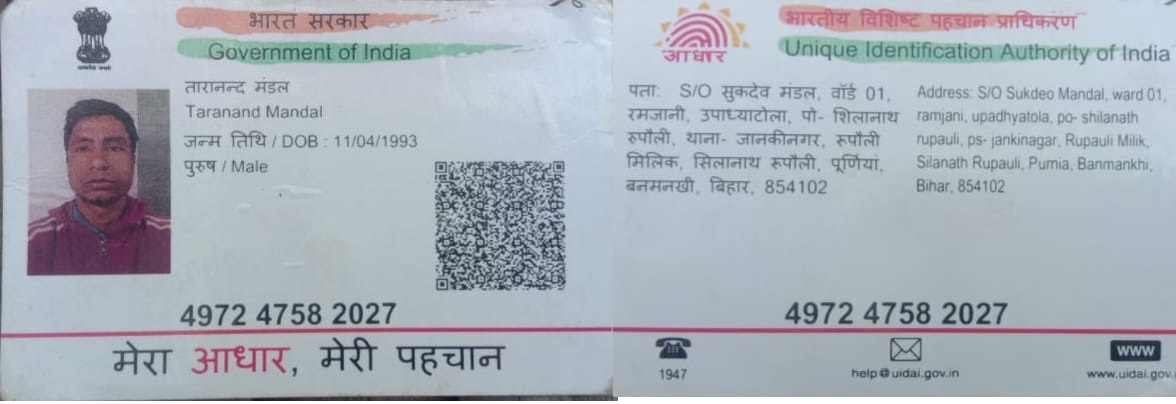 भारत सरकार
Government of India
तारानन्द मंडल
Taranand Mandal
जन्म तिथि / DOB : 11/04/1993
पुरुष / Male
4972 4758 2027
मेरा आधार, मेरी पहचान
भारतीय विशिष्ट पहचान प्राधिकरण
Unique Identification Authority of India
आधार
पता: S/O सुकदेव मंडल, वॉर्ड 01,
रमजानी, उपाध्याटोला, पो- शिलानाथ
रुपौली, थाना- जानकीनगर, रूपौली
मिलिक, सिलानाथ रूपौली, पूर्णिया,
बनमनखी, बिहार, 854102
Address: S/O Sukdeo Mandal, ward 01,
ramjani, upadhyatola, po- shilanath
rupauli, ps- jankinagar, Rupauli Milik,
Silanath Rupauli, Purnia, Banmankhi,
Bihar, 854102
4972 4758 2027
1947
help@uidai.gov.in
www
www.uidai.gov.